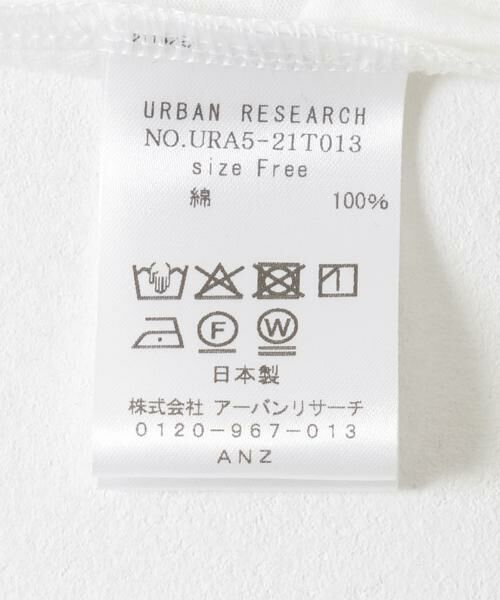 URBAN RESEARCH
NO.URA5-21T013
size Free
綿 100%
F W
日本製
株式会社 アーバンリサーチ
0120-967-013
ANZ